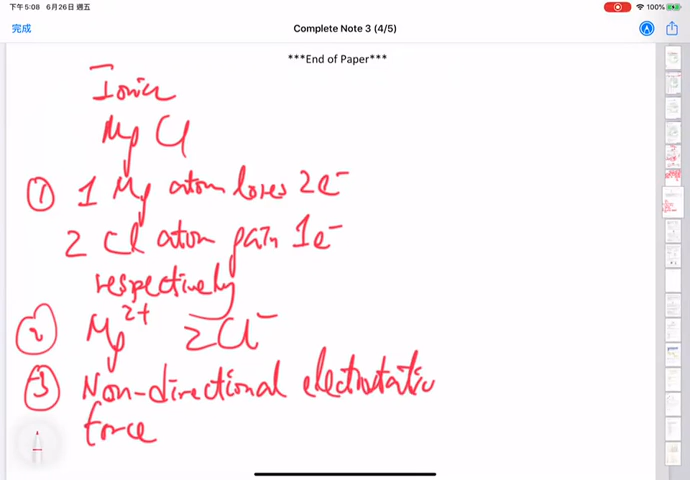 下午5:08 6月26日 週五
100%
完成
Complete Note 3 (4/5)
***End of Paper***
Ionic
Mg Cl
① 1 Mg atom loses 2e⁻
2 Cl atom gain 1e⁻
respectively
② Mg²⁺ 2Cl⁻
③ Non-directional electrostatic
force